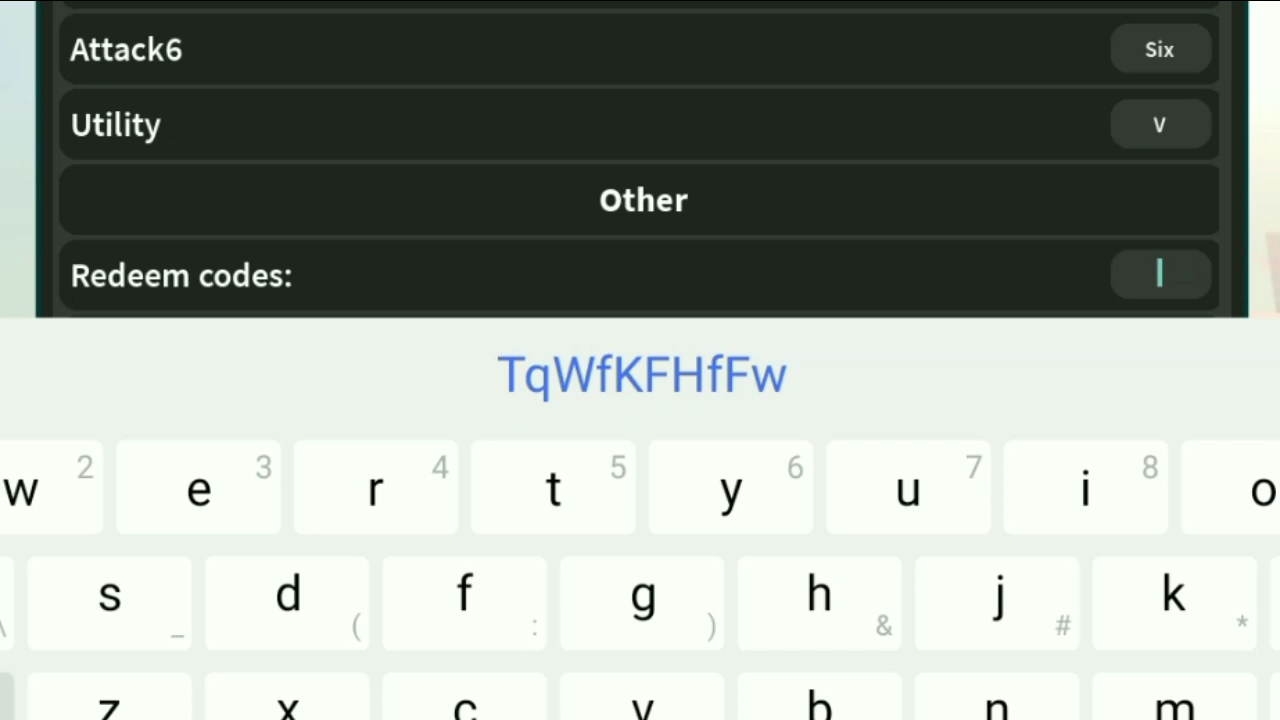 Attack6 Six
Utility V
Other
Redeem codes:
TqWfKFHfFw
w 2 e 3 r 4 t 5 y 6 u 7 i 8 o
s _ d ( f : g ) h & j # k *
z x c v b n m